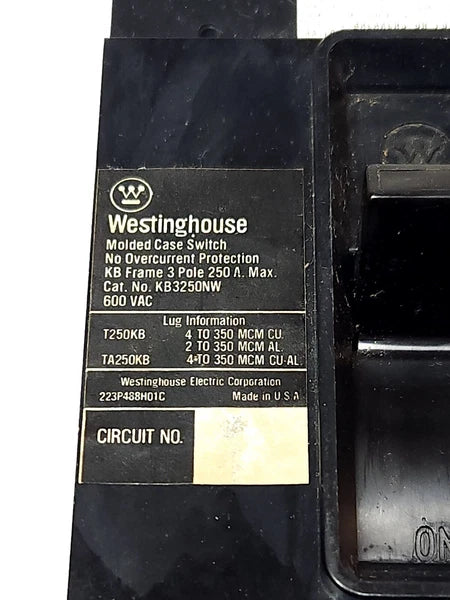 W
Westinghouse
Molded Case Switch
No Overcurrent Protection
KB Frame 3 Pole 250 A. Max.
Cat. No. KB3250NW
600 VAC
Lug Information
T250KB 4 TO 350 MCM CU.
2 TO 350 MCM AL.
TA250KB 4 TO 350 MCM CU-AL
Westinghouse Electric Corporation
223P488H01C Made in U.S.A
CIRCUIT NO.
W
ON